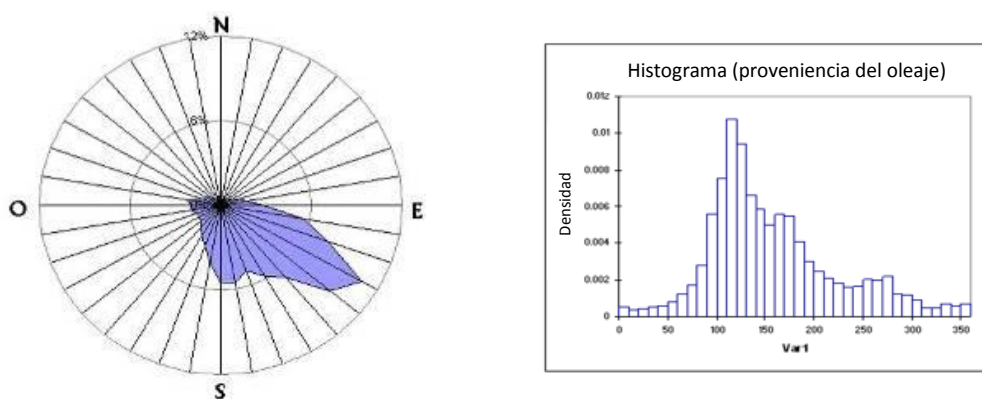 N
12%
6%
0%
O
E
S
Histograma (proveniencia del oleaje)
0.012
0.01
0.008
0.006
0.004
0.002
0
Densidad
0 50 100 150 200 250 300 350
Var1